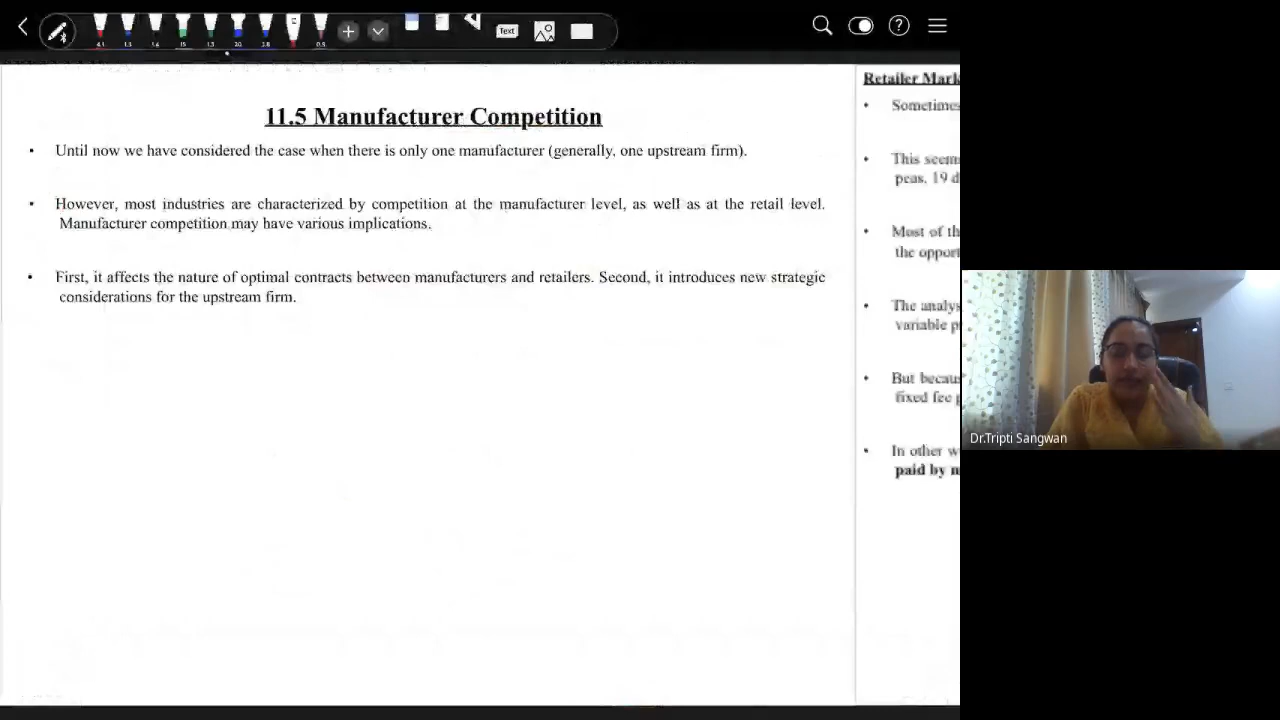 Text
11.5 Manufacturer Competition
• Until now we have considered the case when there is only one manufacturer (generally, one upstream firm).
• However, most industries are characterized by competition at the manufacturer level, as well as at the retail level.
Manufacturer competition may have various implications.
• First, it affects the nature of optimal contracts between manufacturers and retailers. Second, it introduces new strategic
considerations for the upstream firm.
Retailer Mark
• Sometimes
• This seems
peas, 19 d
• Most of th
the opport
• The analys
variable p
• But becau
fixed fee p
• In other w
paid by m
Dr.Tripti Sangwan